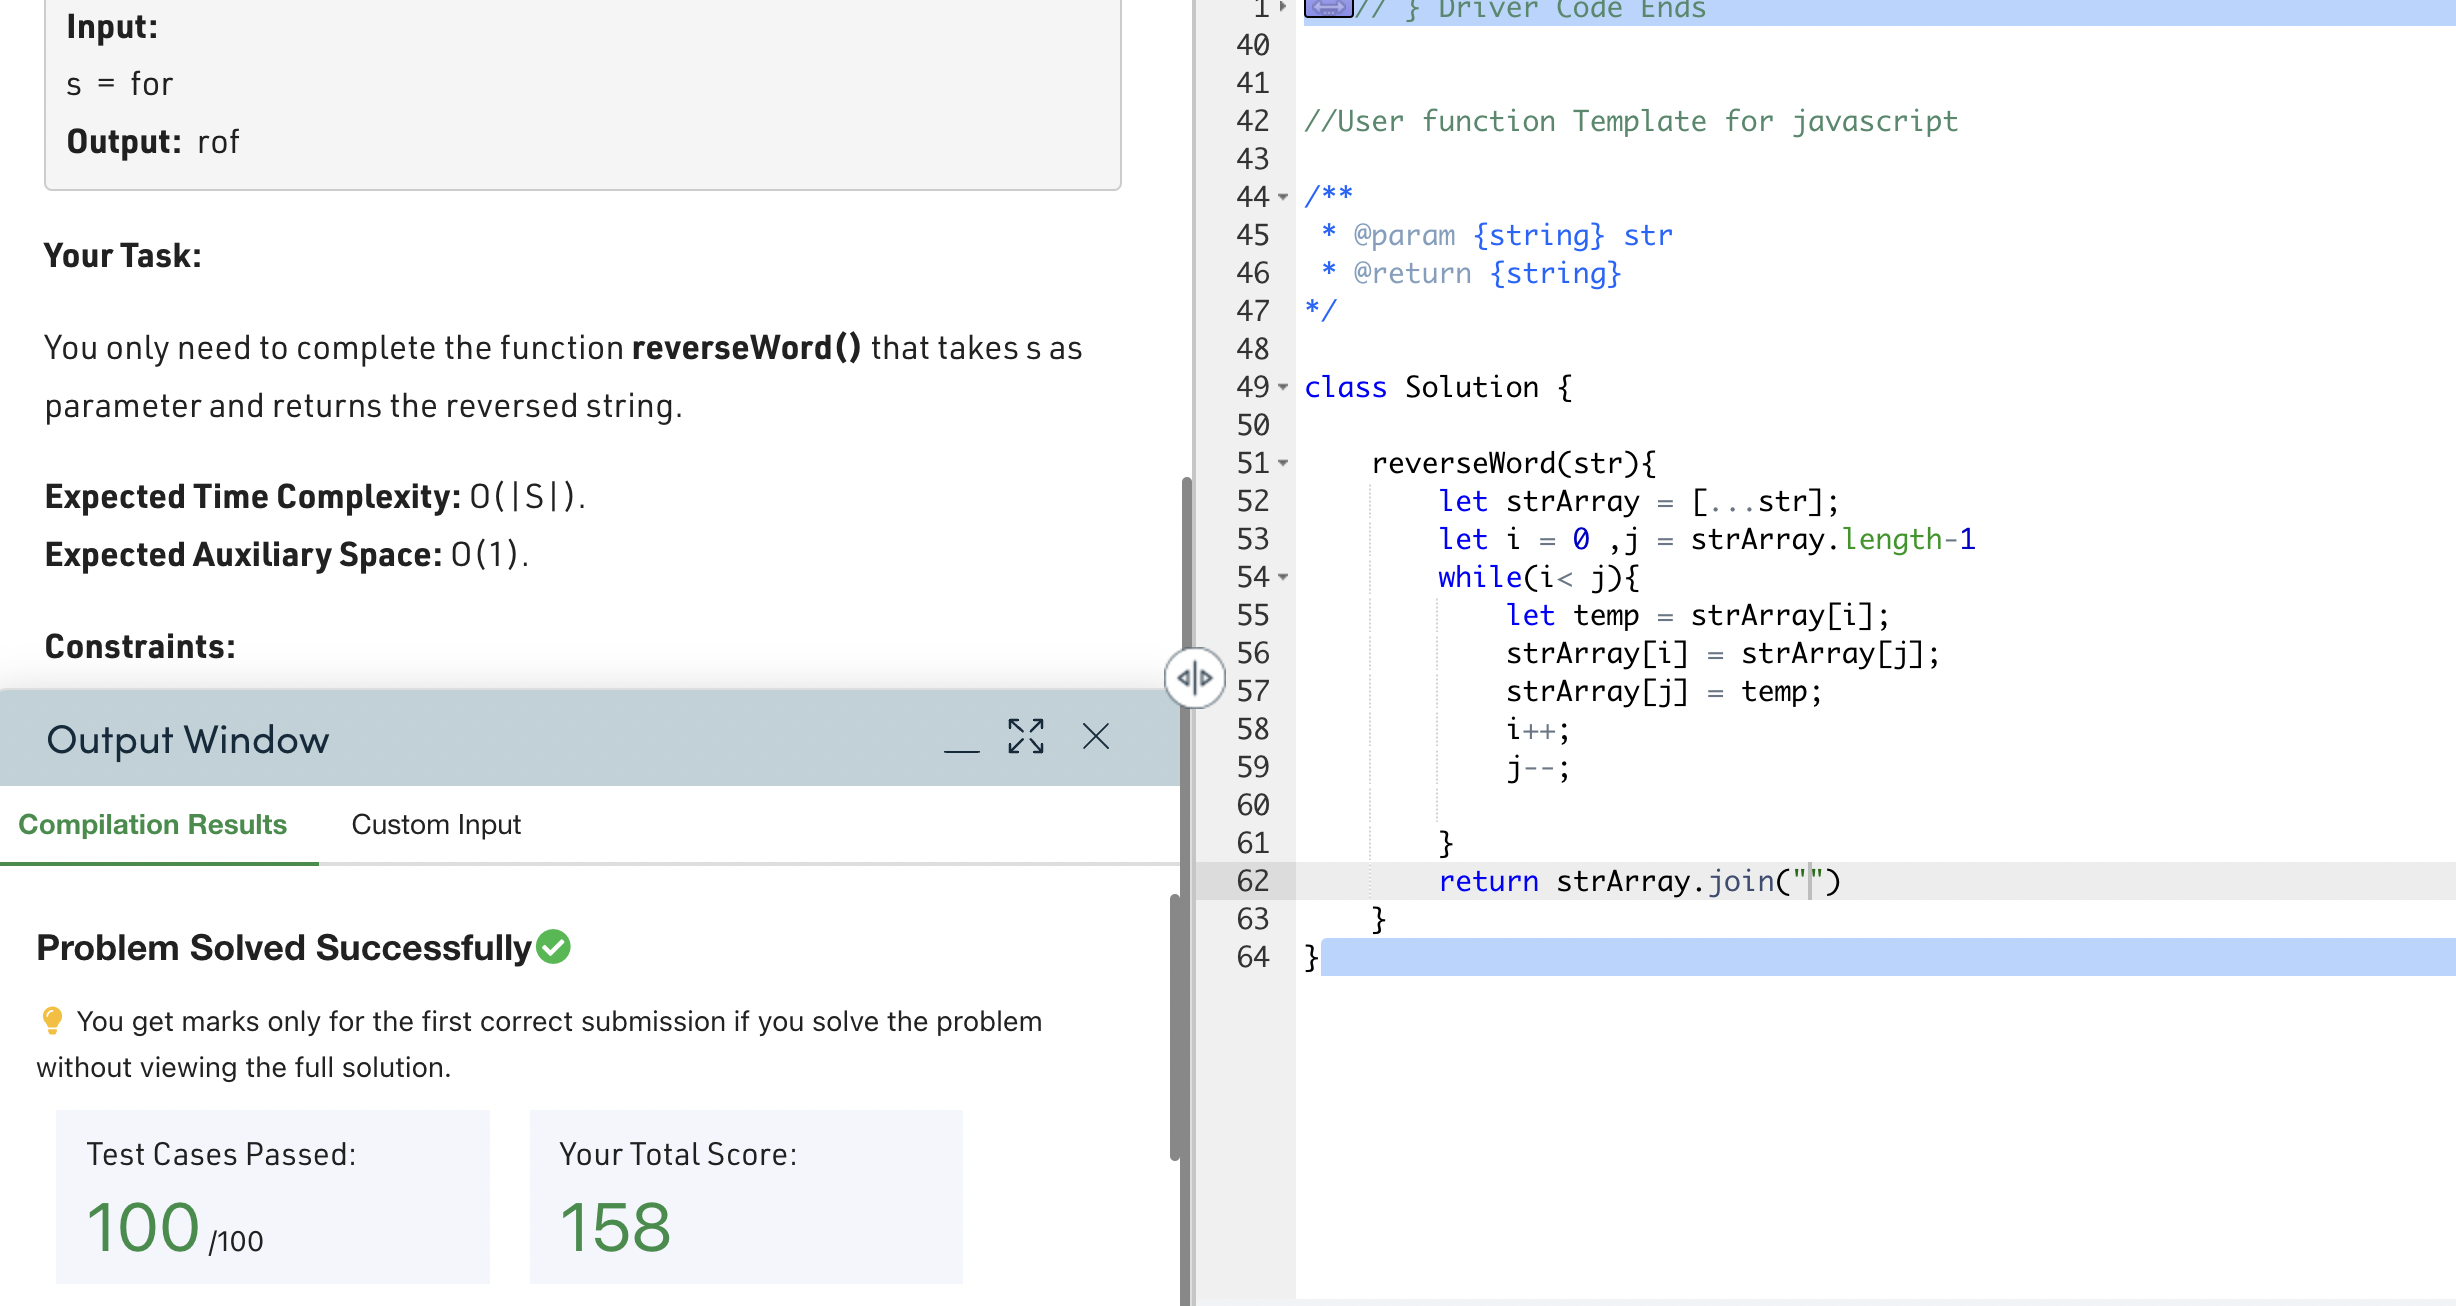 Input:
s = for
Output: rof
Your Task:
You only need to complete the function reverseWord() that takes s as
parameter and returns the reversed string.
Expected Time Complexity: O(|S|).
Expected Auxiliary Space: O(1).
Constraints:
Output Window
Compilation Results
Custom Input
Problem Solved Successfully
You get marks only for the first correct submission if you solve the problem
without viewing the full solution.
Test Cases Passed:
100 /100
Your Total Score:
158
1 // } Driver Code Ends
40
41
42 //User function Template for javascript
43
44 /**
45  * @param {string} str
46  * @return {string}
47 */
48
49 class Solution {
50
51     reverseWord(str){
52         let strArray = [...str];
53         let i = 0 ,j = strArray.length-1
54         while(i< j){
55             let temp = strArray[i];
56             strArray[i] = strArray[j];
57             strArray[j] = temp;
58             i++;
59             j--;
60
61         }
62         return strArray.join("")
63     }
64 }